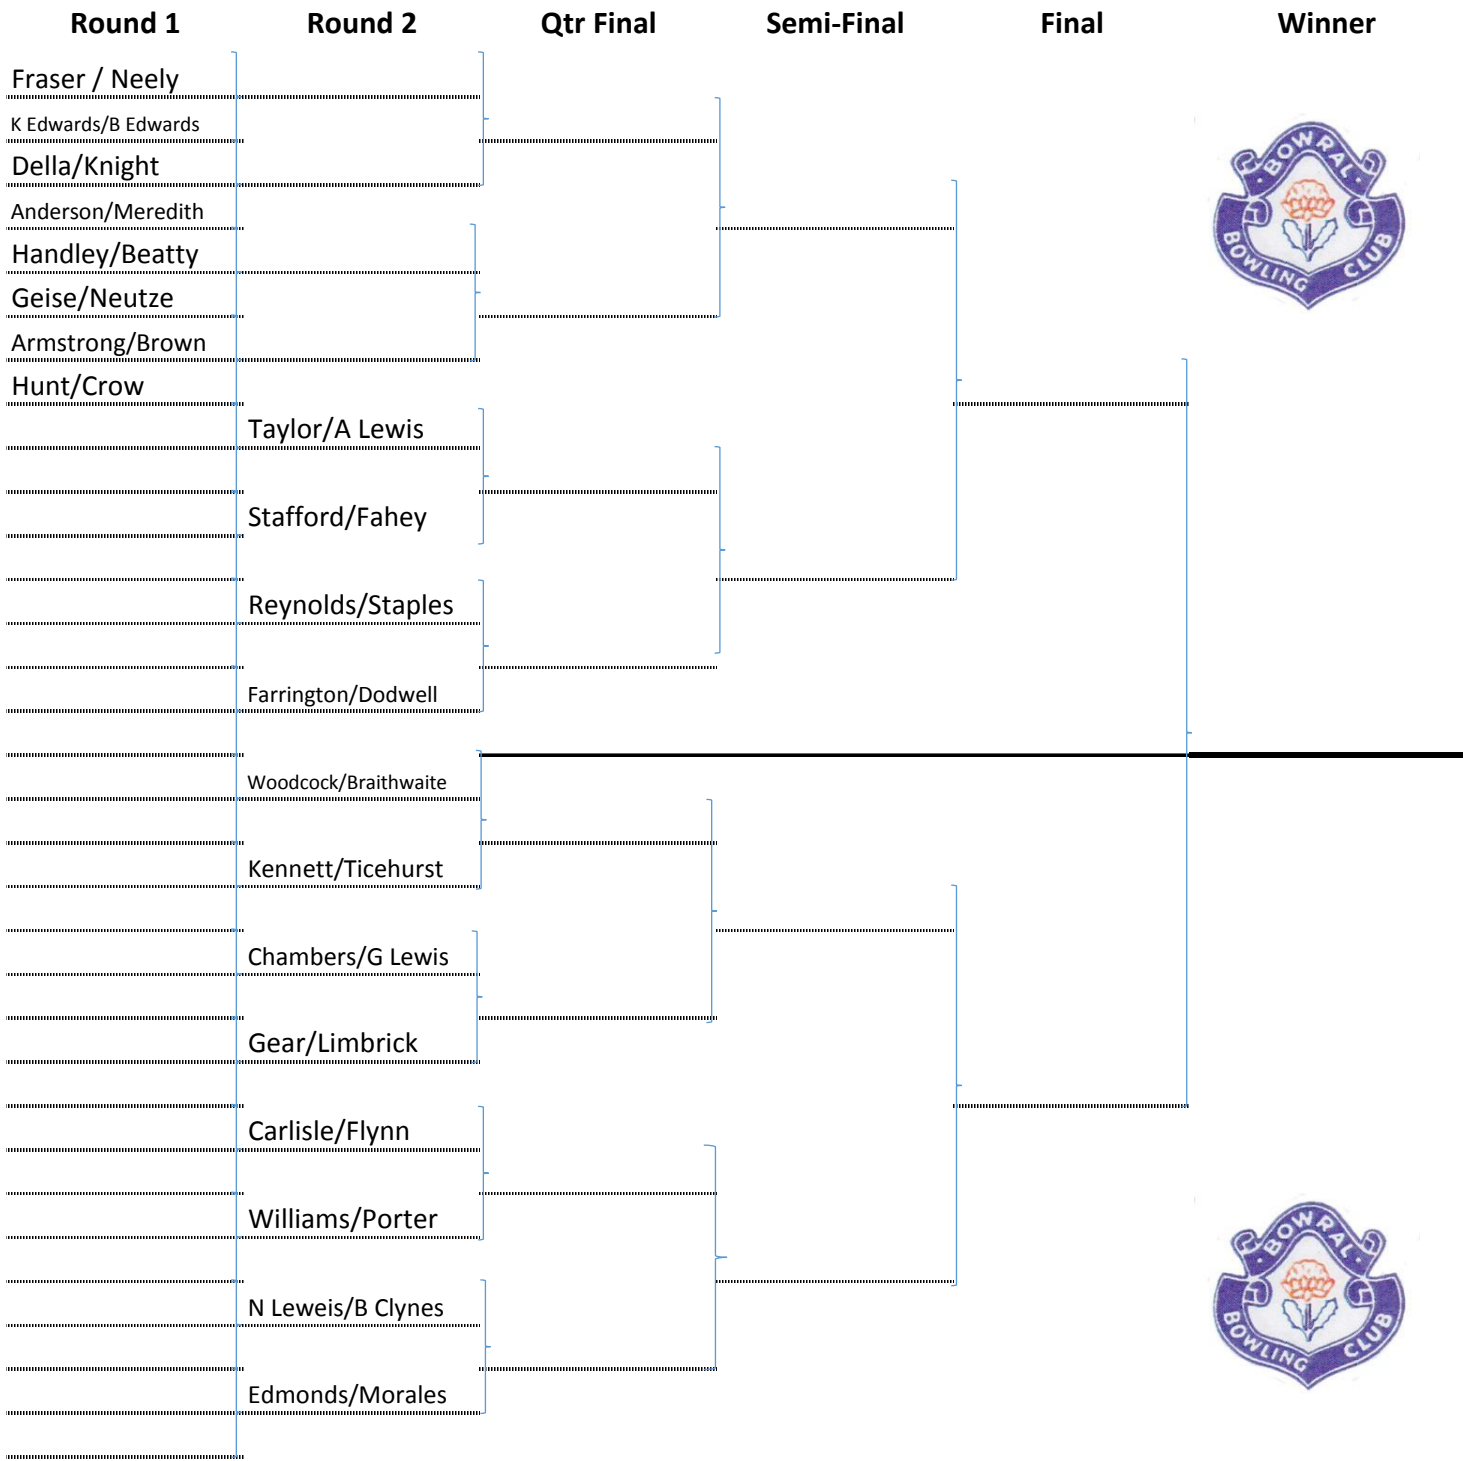 Round 1 Round 2 Qtr Final Semi-Final Final Winner
Fraser / Neely
K Edwards/B Edwards
Della/Knight
Anderson/Meredith
Handley/Beatty
Geise/Neutze
Armstrong/Brown
Hunt/Crow
Taylor/A Lewis
Stafford/Fahey
Reynolds/Staples
Farrington/Dodwell
Woodcock/Braithwaite
Kennett/Ticehurst
Chambers/G Lewis
Gear/Limbrick
Carlisle/Flynn
Williams/Porter
N Leweis/B Clynes
Edmonds/Morales
BOWRAL
BOWLING CLUB
BOWRAL
BOWLING CLUB